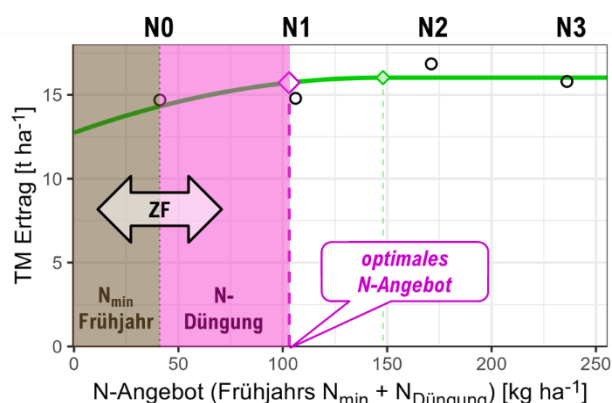 N0 N1 N2 N3
15
10
5
0
TM Ertrag [t ha⁻¹]
ZF
Nmin
Frühjahr
N-
Düngung
optimales
N-Angebot
0 50 100 150 200 250
N-Angebot (Frühjahrs Nmin + NDüngung) [kg ha⁻¹]